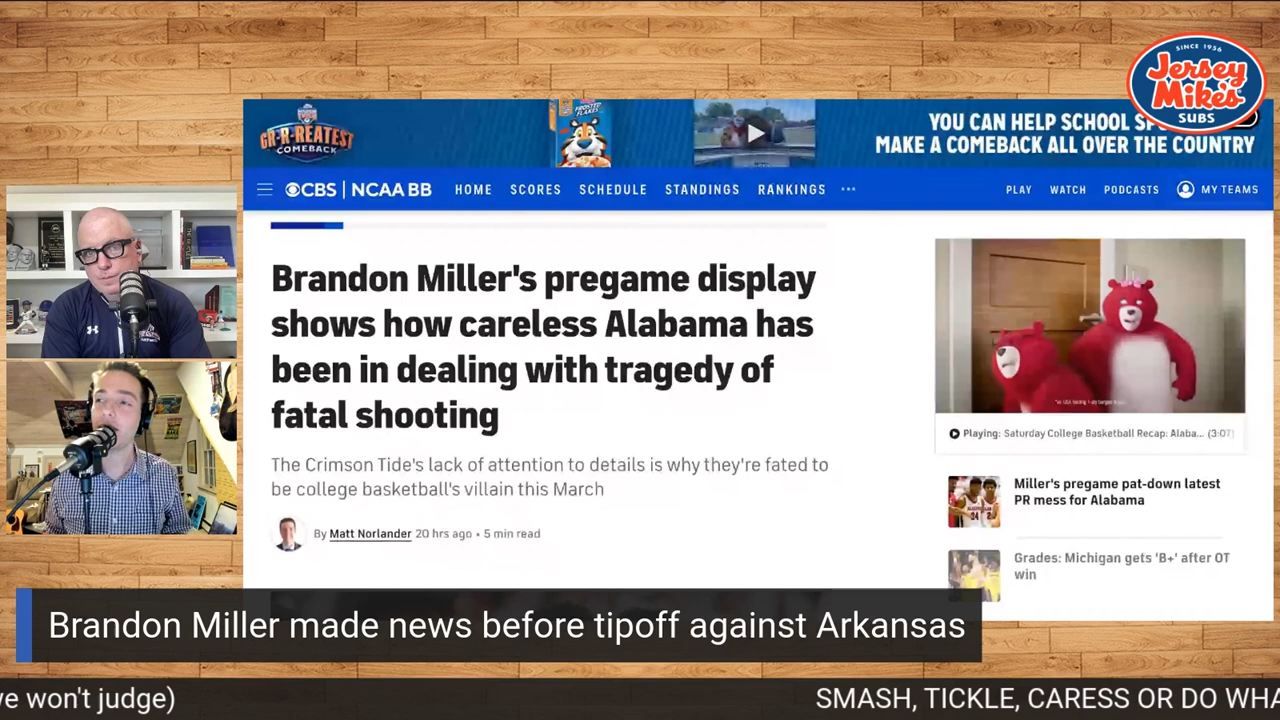 SINCE 1956
Jersey
Mike's
SUBS
GR-R-REATEST
COMEBACK
FROSTED
FLAKES
YOU CAN HELP SCHOOL
MAKE A COMEBACK ALL OVER THE COUNTRY
CBS | NCAA BB HOME SCORES SCHEDULE STANDINGS RANKINGS ••• PLAY WATCH PODCASTS MY TEAMS
Brandon Miller's pregame display
shows how careless Alabama has
been in dealing with tragedy of
fatal shooting
The Crimson Tide's lack of attention to details is why they're fated to
be college basketball's villain this March
By Matt Norlander 20 hrs ago • 5 min read
Playing: Saturday College Basketball Recap: Alaba... (3:07)
Miller's pregame pat-down latest
PR mess for Alabama
Grades: Michigan gets 'B+' after OT
win
Brandon Miller made news before tipoff against Arkansas
we won't judge) SMASH, TICKLE, CARESS OR DO WHA